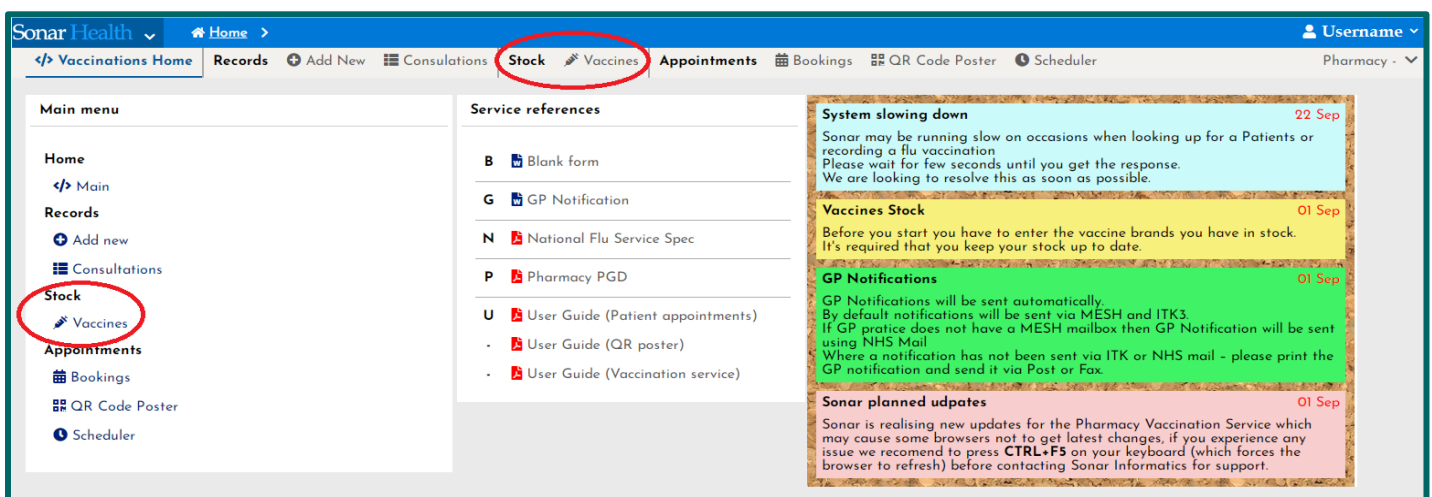 Sonar Health Home > Username
</> Vaccinations Home Records Add New Consulations Stock Vaccines Appointments Bookings QR Code Poster Scheduler Pharmacy -
Main menu
Home
</> Main
Records
Add new
Consultations
Stock
Vaccines
Appointments
Bookings
QR Code Poster
Scheduler
Service references
B Blank form
G GP Notification
N National Flu Service Spec
P Pharmacy PGD
U User Guide (Patient appointments)
- User Guide (QR poster)
- User Guide (Vaccination service)
System slowing down 22 Sep
Sonar may be running slow on occasions when looking up for a Patients or
recording a flu vaccination
Please wait for few seconds until you get the response.
We are looking to resolve this as soon as possible.
Vaccines Stock 01 Sep
Before you start you have to enter the vaccine brands you have in stock.
It's required that you keep your stock up to date.
GP Notifications 01 Sep
GP Notifications will be sent automatically.
By default notifications will be sent via MESH and ITK3.
If GP pratice does not have a MESH mailbox then GP Notification will be sent
using NHS Mail
Where a notification has not been sent via ITK or NHS mail - please print the
GP notification and send it via Post or Fax.
Sonar planned udpates 01 Sep
Sonar is realising new updates for the Pharmacy Vaccination Service which
may cause some browsers not to get latest changes, if you experience any
issue we recomend to press CTRL+F5 on your keyboard (which forces the
browser to refresh) before contacting Sonar Informatics for support.